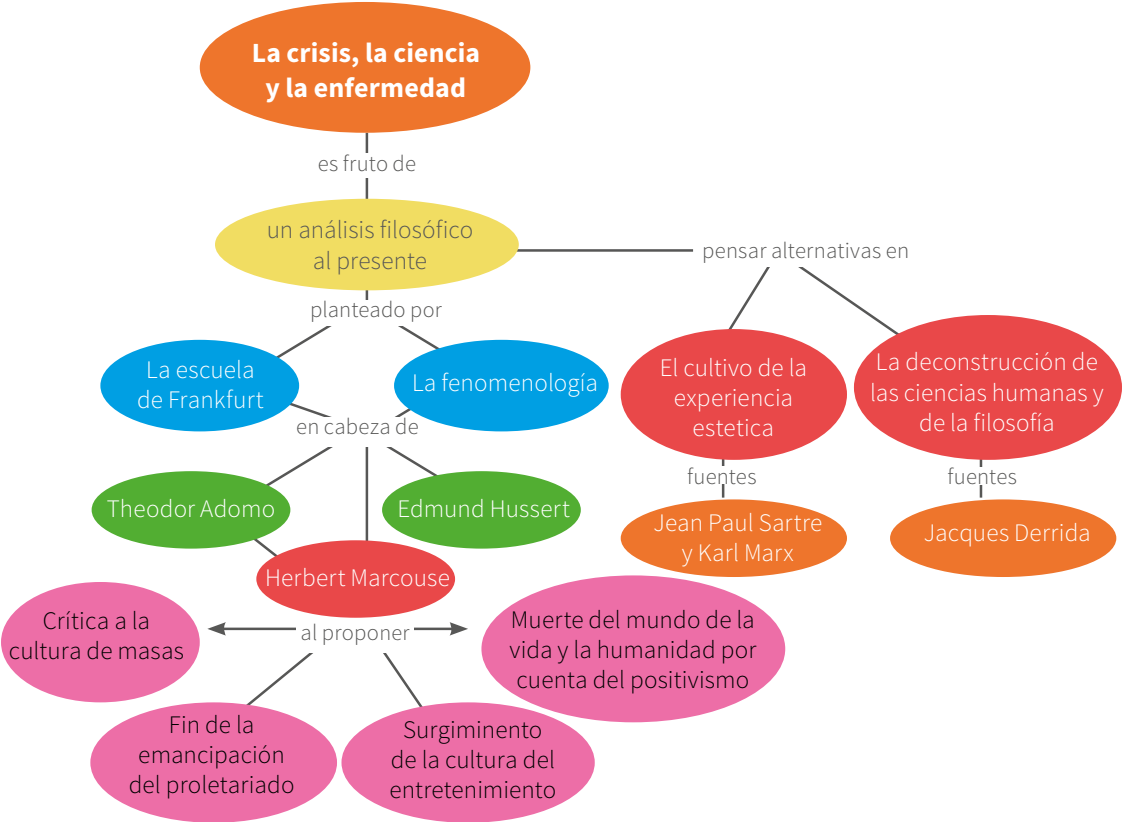 La crisis, la ciencia
y la enfermedad
es fruto de
un análisis filosófico
al presente
pensar alternativas en
planteado por
La escuela
de Frankfurt
La fenomenología
El cultivo de la
experiencia
estetica
La deconstrucción de
las ciencias humanas y
de la filosofía
en cabeza de
fuentes
fuentes
Theodor Adomo
Edmund Hussert
Jean Paul Sartre
y Karl Marx
Jacques Derrida
Herbert Marcouse
Crítica a la
cultura de masas
al proponer
Muerte del mundo de la
vida y la humanidad por
cuenta del positivismo
Fin de la
emancipación
del proletariado
Surgiminento
de la cultura del
entretenimiento